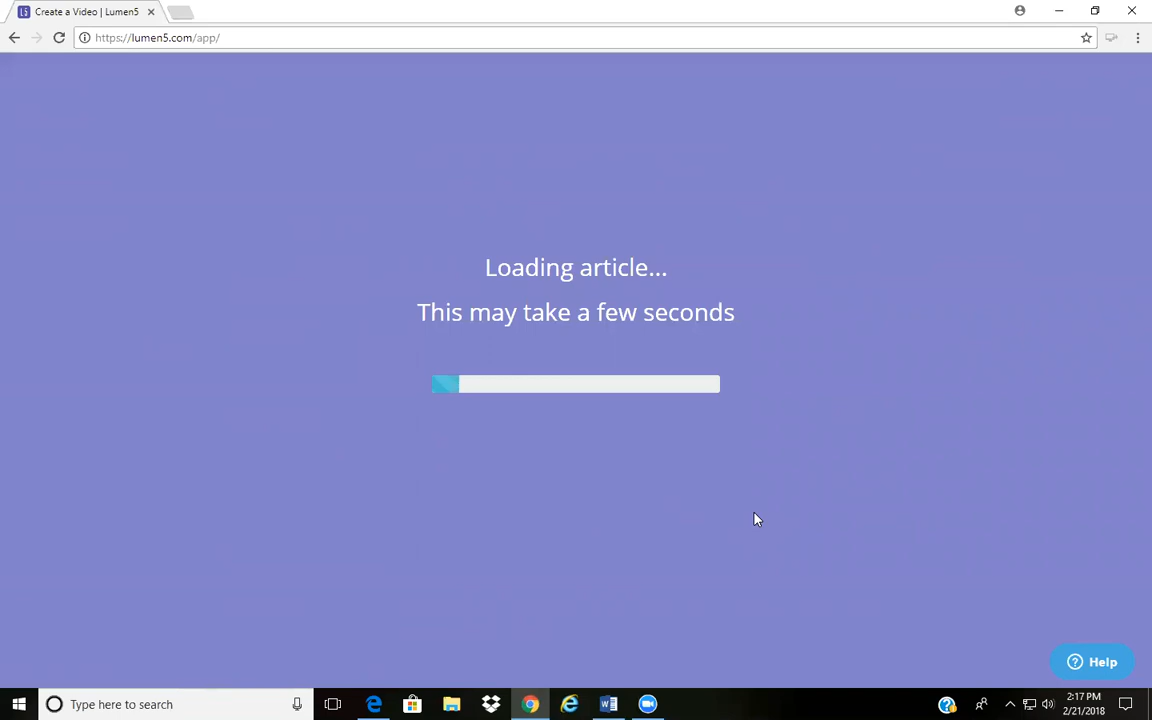 Create a Video | Lumen5
https://lumen5.com/app/
Loading article...
This may take a few seconds
Help
Type here to search
2:17 PM
2/21/2018